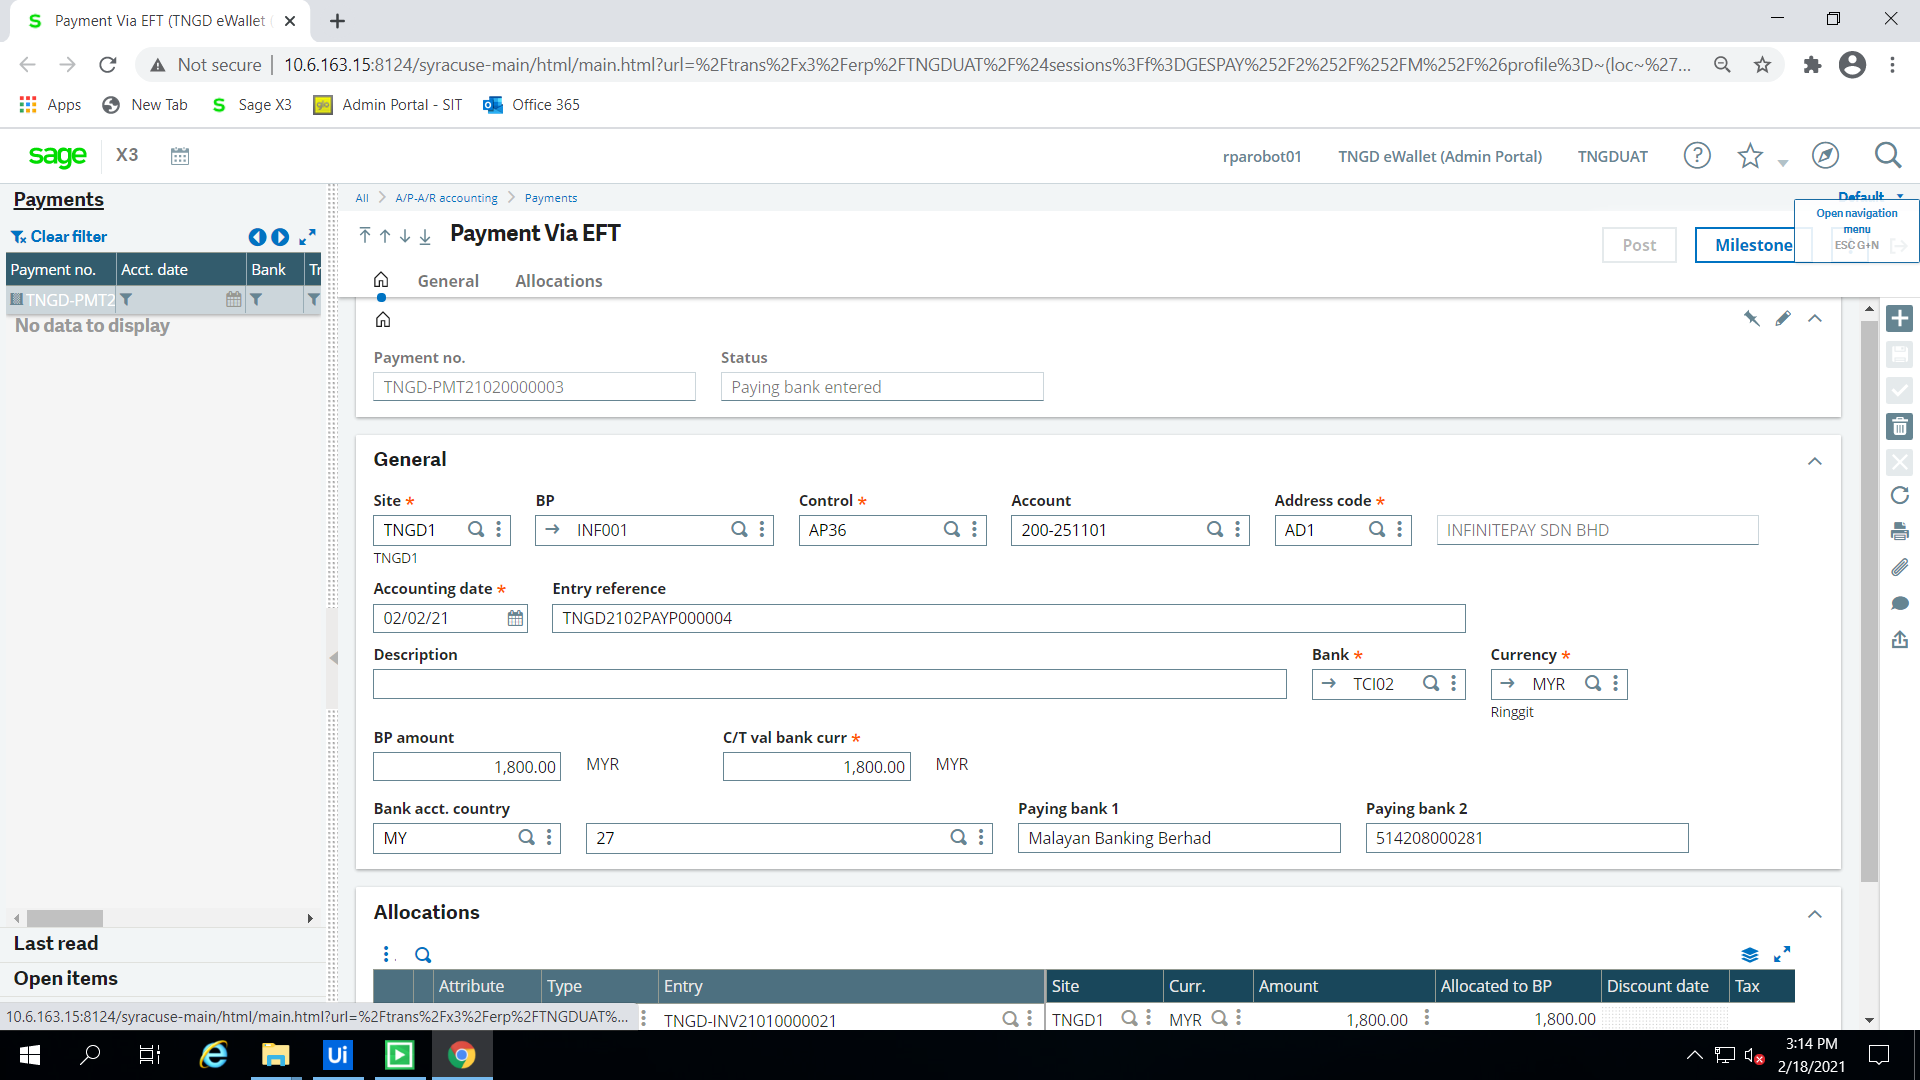 Payment Via EFT (TNGD eWallet (
Not secure
10.6.163.15:8124/syracuse-main/html/main.html?url=%2Ftrans%2Fx3%2Ferp%2FTNGDUAT%2F%24sessions%3Ff%3DGESPAY%252F2%252F%252FM%252F%26profile%3D~(loc~%27...
Apps
New Tab
Sage X3
Admin Portal - SIT
Office 365
sage
X3
rparobot01
TNGD eWallet (Admin Portal)
TNGDUAT
Payments
Clear filter
Payment no.
Acct. date
Bank
Tr
TNGD-PMT2
No data to display
Last read
Open items
All
A/P-A/R accounting
Payments
Default
Open navigation
menu
ESC G+N
Payment Via EFT
Post
Milestone
General
Allocations
Payment no.
Status
TNGD-PMT21020000003
Paying bank entered
General
Site *
BP
Control *
Account
Address code *
TNGD1
INF001
AP36
200-251101
AD1
INFINITEPAY SDN BHD
TNGD1
Accounting date *
Entry reference
02/02/21
TNGD2102PAYP000004
Description
Bank *
Currency *
TCI02
MYR
Ringgit
BP amount
C/T val bank curr *
1,800.00
MYR
1,800.00
MYR
Bank acct. country
Paying bank 1
Paying bank 2
MY
27
Malayan Banking Berhad
514208000281
Allocations
Attribute
Type
Entry
Site
Curr.
Amount
Allocated to BP
Discount date
Tax
TNGD-INV21010000021
TNGD1
MYR
1,800.00
1,800.00
10.6.163.15:8124/syracuse-main/html/main.html?url=%2Ftrans%2Fx3%2Ferp%2FTNGDUAT%...
Ui
3:14 PM
2/18/2021